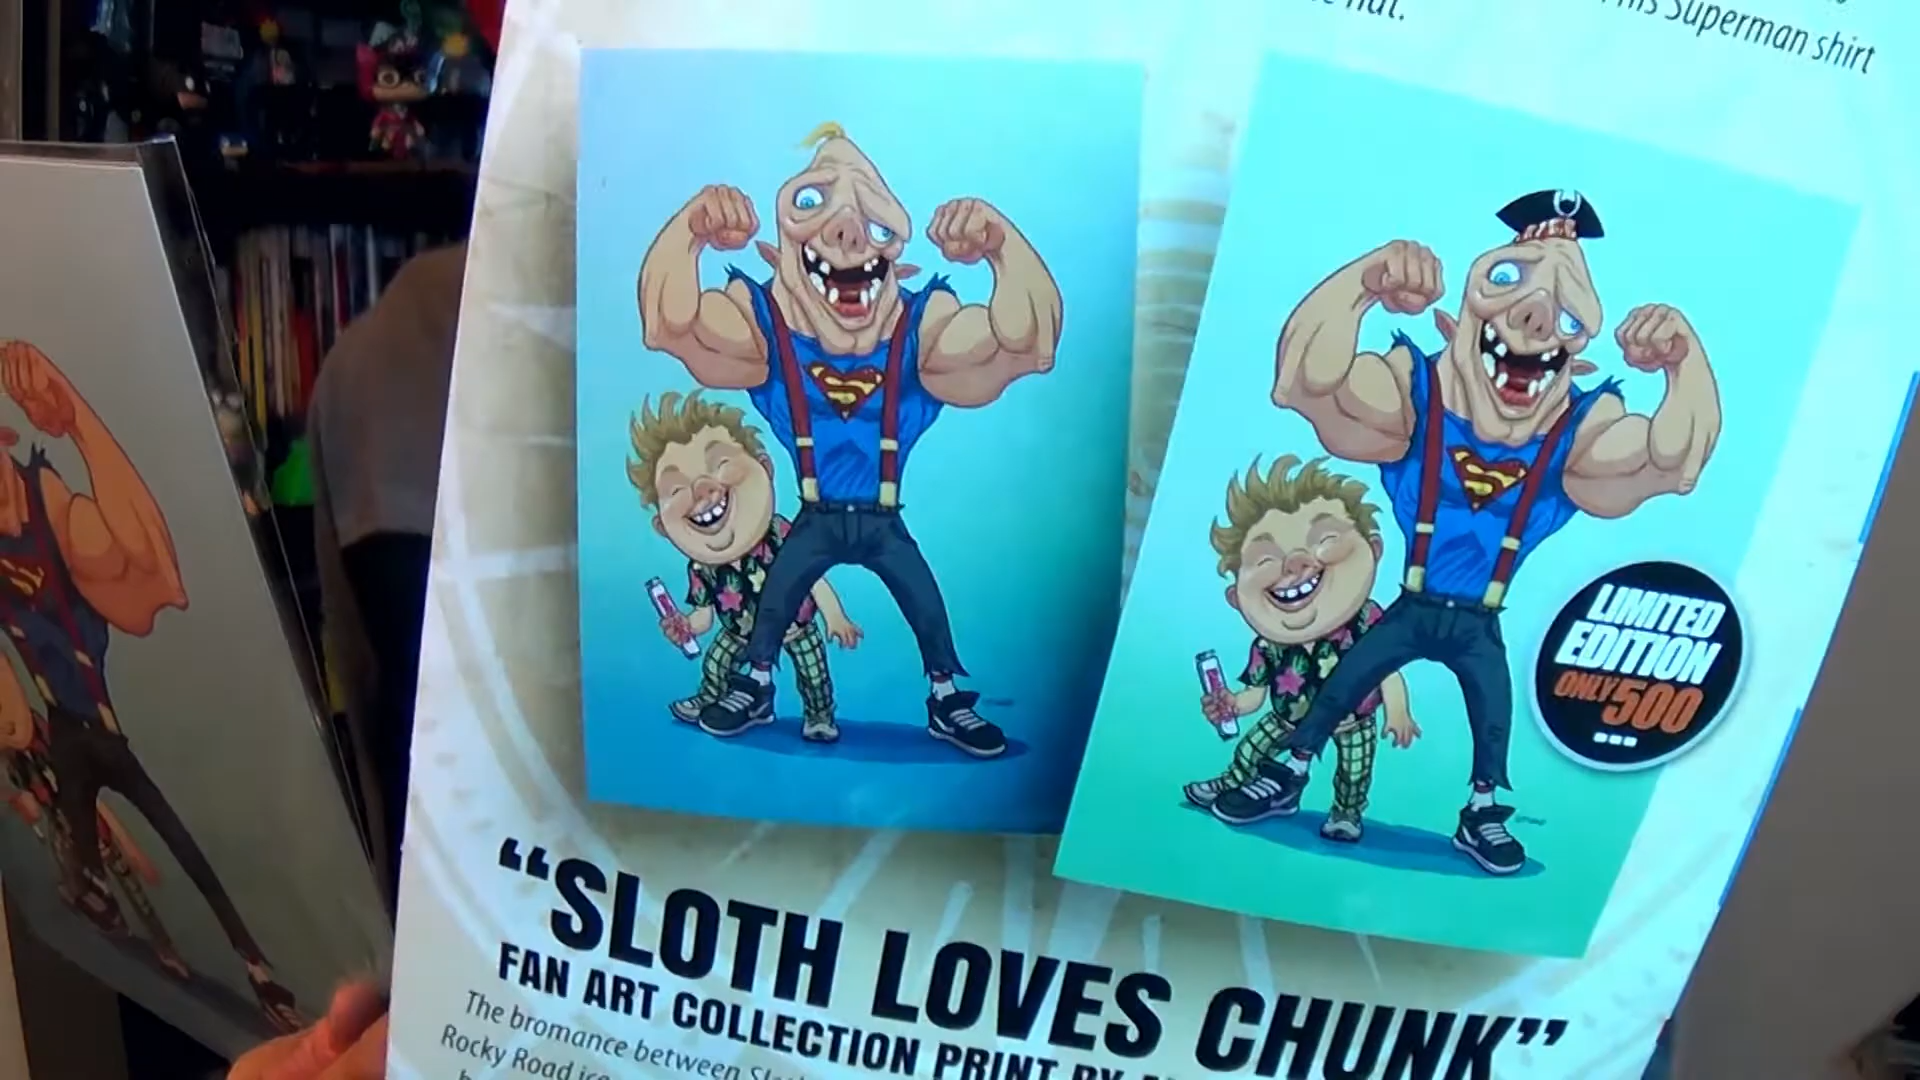 hat.
Superman shirt
LIMITED
EDITION
ONLY 500
“SLOTH LOVES CHUNK”
FAN ART COLLECTION PRINT BY
The bromance between
Rocky Road